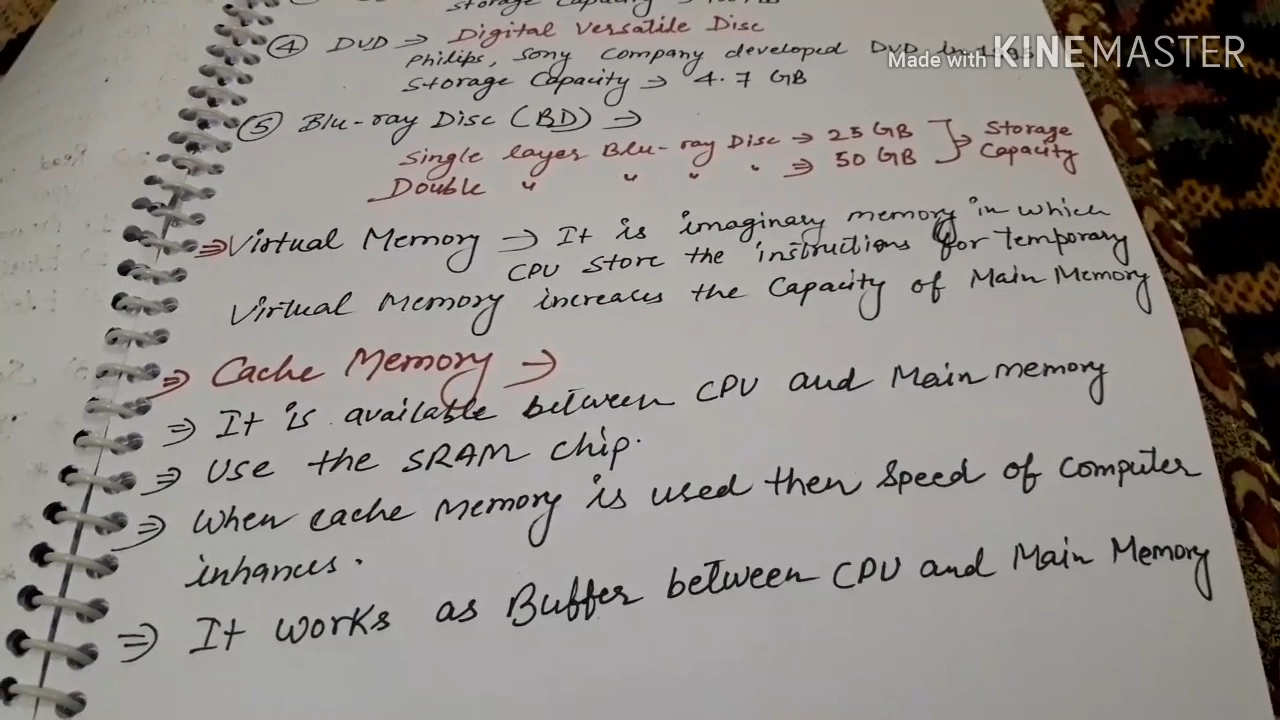 Storage Capacity →
④ DVD → Digital Versatile Disc
Philips, Sony Company developed DVD in
Made with KINEMASTER
Storage Capacity → 4.7 GB
⑤ Blu-ray Disc (BD) ⇒
Single layer Blu-ray Disc → 25 GB
Double " " " " ⇒ 50 GB
Storage
Capacity
⇒ Virtual Memory → It is imaginary memory in which
CPU store the instructions for temporary
Virtual Memory increases the Capacity of Main Memory
⇒ Cache Memory →
⇒ It is available between CPU and Main memory
⇒ Use the SRAM chip.
⇒ When cache memory is used then speed of computer
inhances.
⇒ It works as Buffer between CPU and Main Memory